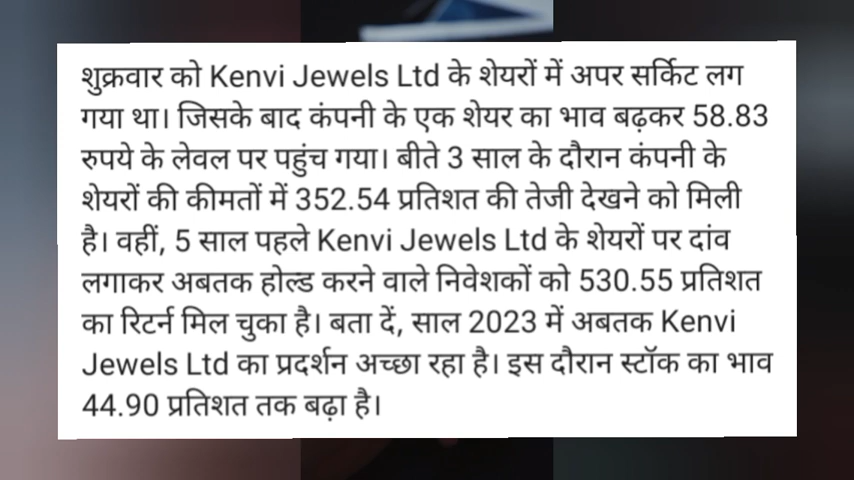 शुक्रवार को Kenvi Jewels Ltd के शेयरों में अपर सर्किट लग
गया था। जिसके बाद कंपनी के एक शेयर का भाव बढ़कर 58.83
रुपये के लेवल पर पहुंच गया। बीते 3 साल के दौरान कंपनी के
शेयरों की कीमतों में 352.54 प्रतिशत की तेजी देखने को मिली
है। वहीं, 5 साल पहले Kenvi Jewels Ltd के शेयरों पर दांव
लगाकर अबतक होल्ड करने वाले निवेशकों को 530.55 प्रतिशत
का रिटर्न मिल चुका है। बता दें, साल 2023 में अबतक Kenvi
Jewels Ltd का प्रदर्शन अच्छा रहा है। इस दौरान स्टॉक का भाव
44.90 प्रतिशत तक बढ़ा है।